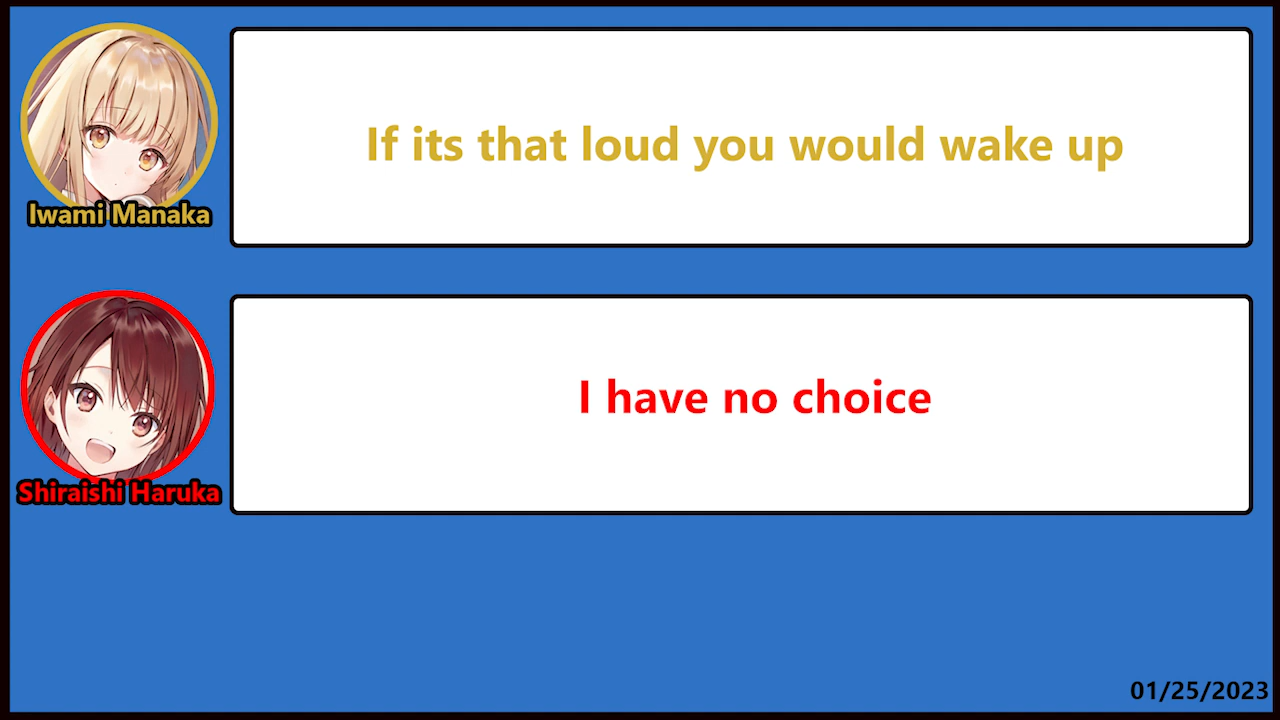 If its that loud you would wake up
Iwami Manaka
I have no choice
Shiraishi Haruka
01/25/2023